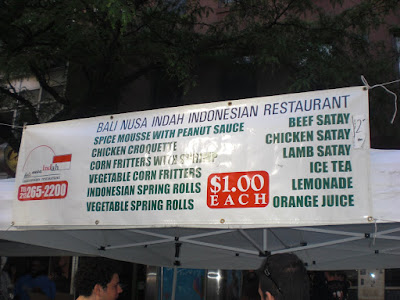 BALI NUSA INDAH INDONESIAN RESTAURANT
SPICE MOUSSE WITH PEANUT SAUCE
CHICKEN CROQUETTE
CORN FRITTERS WITH SHRIMP
VEGETABLE CORN FRITTERS
INDONESIAN SPRING ROLLS
VEGETABLE SPRING ROLLS
$1.00
EACH
BEEF SATAY
CHICKEN SATAY
LAMB SATAY
ICE TEA
LEMONADE
ORANGE JUICE
$2
265-2200